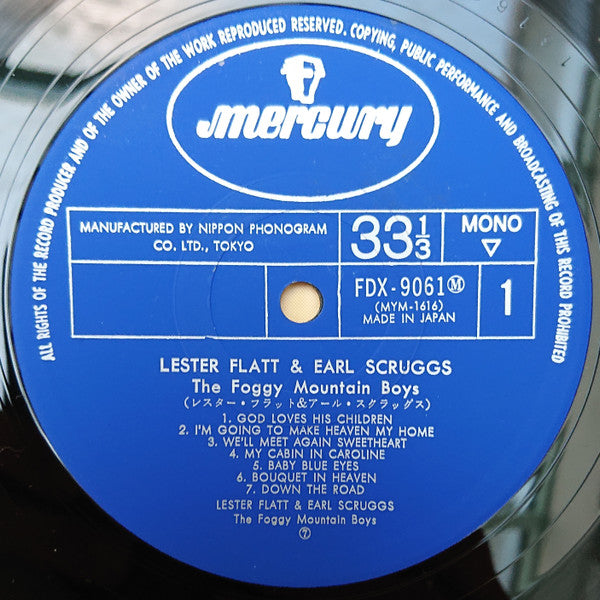 ALL RIGHTS OF THE RECORD PRODUCER AND OF THE OWNER OF THE WORK REPRODUCED RESERVED. COPYING, PUBLIC PERFORMANCE AND BROADCASTING OF THIS RECORD PROHIBITED
mercury
MANUFACTURED BY NIPPON PHONOGRAM
CO. LTD., TOKYO
33 1/3
MONO
▽
FDX-9061 Ⓜ
(MYM-1616)
MADE IN JAPAN
1
LESTER FLATT & EARL SCRUGGS
The Foggy Mountain Boys
(レスター・フラット&アール・スクラッグス)
1. GOD LOVES HIS CHILDREN
2. I'M GOING TO MAKE HEAVEN MY HOME
3. WE'LL MEET AGAIN SWEETHEART
4. MY CABIN IN CAROLINE
5. BABY BLUE EYES
6. BOUQUET IN HEAVEN
7. DOWN THE ROAD
LESTER FLATT & EARL SCRUGGS
The Foggy Mountain Boys
⑦